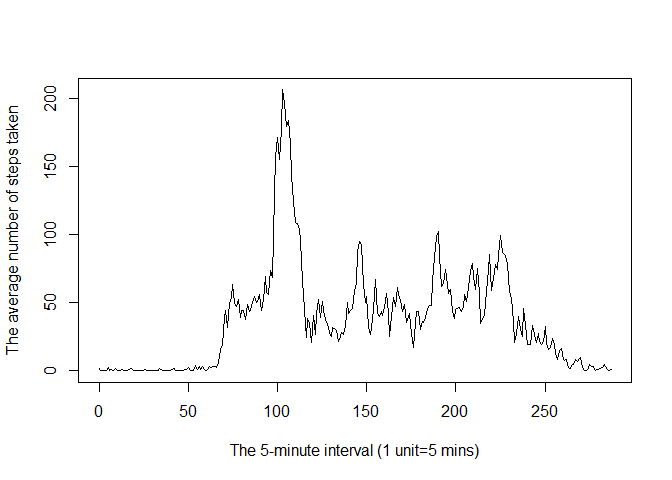 The average number of steps taken
200
150
100
50
0
0 50 100 150 200 250
The 5-minute interval (1 unit=5 mins)